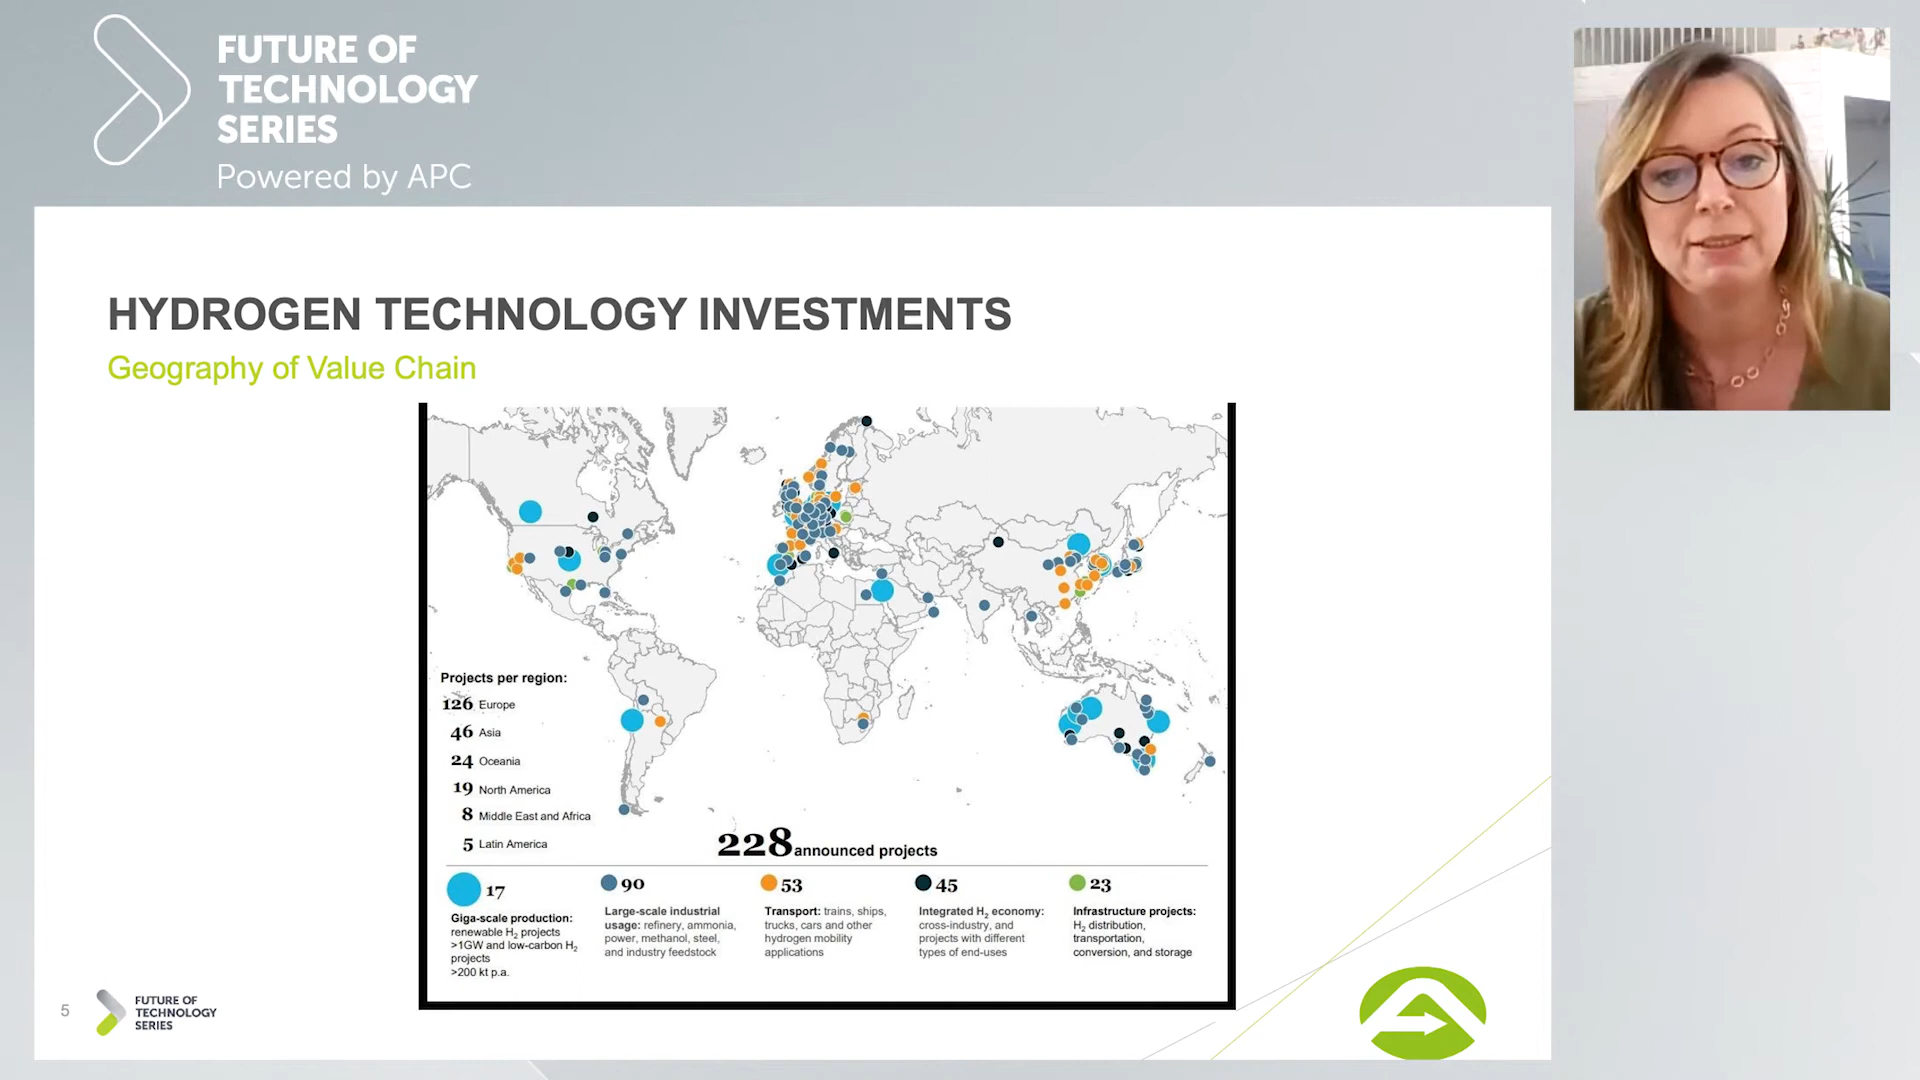 FUTURE OF
TECHNOLOGY
SERIES
Powered by APC
HYDROGEN TECHNOLOGY INVESTMENTS
Geography of Value Chain
Projects per region:
126 Europe
46 Asia
24 Oceania
19 North America
8 Middle East and Africa
5 Latin America
228 announced projects
17
Giga-scale production:
renewable H₂ projects
>1GW and low-carbon H₂
projects
>200 kt p.a.
90
Large-scale industrial
usage: refinery, ammonia,
power, methanol, steel,
and industry feedstock
53
Transport: trains, ships,
trucks, cars and other
hydrogen mobility
applications
45
Integrated H₂ economy:
cross-industry, and
projects with different
types of end-uses
23
Infrastructure projects:
H₂ distribution,
transportation,
conversion, and storage
5
FUTURE OF
TECHNOLOGY
SERIES